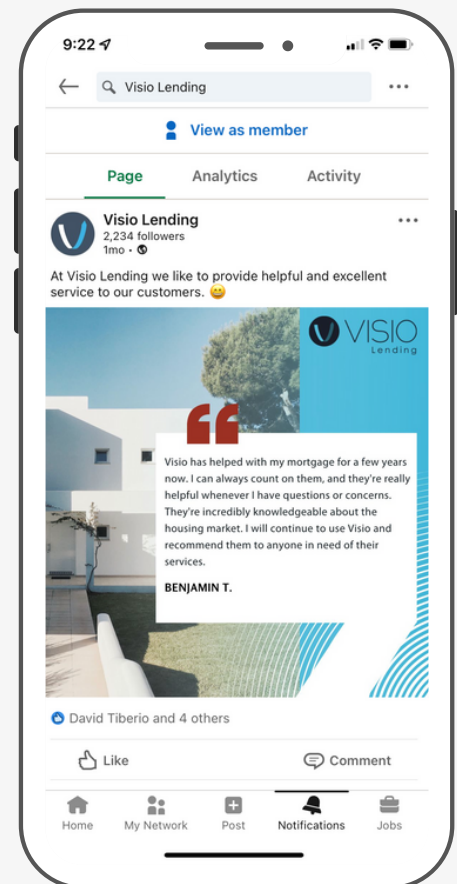 9:22
Visio Lending
View as member
Page Analytics Activity
Visio Lending
2,234 followers
1mo •
At Visio Lending we like to provide helpful and excellent
service to our customers. 😀
VISIO
Lending
Visio has helped with my mortgage for a few years
now. I can always count on them, and they're really
helpful whenever I have questions or concerns.
They're incredibly knowledgeable about the
housing market. I will continue to use Visio and
recommend them to anyone in need of their
services.
BENJAMIN T.
David Tiberio and 4 others
Like Comment
Home My Network Post Notifications Jobs